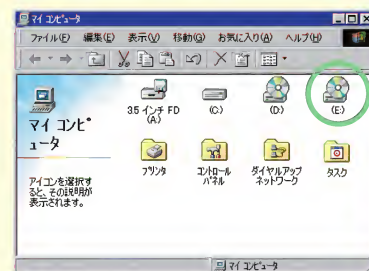 マイ コンピュータ
ファイル(F) 編集(E) 表示(V) 移動(G) お気に入り(A) ヘルプ(H)
マイ コンピ
ュータ
アイコンを選択す
ると、その説明が
表示されます。
3.5 インチ FD
(A:)
(C:)
(D:)
(E:)
プリンタ
コントロール
パネル
ダイヤルアップ
ネットワーク
タスク
マイ コンピュータ